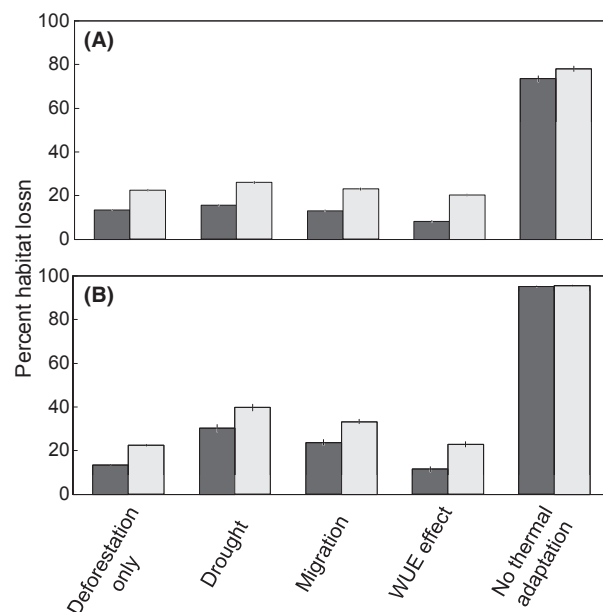 Percent habitat lossn
(A)
100
80
60
40
20
0
(B)
100
80
60
40
20
0
Deforestation
only
Drought
Migration
WUE effect
No thermal
adaptation